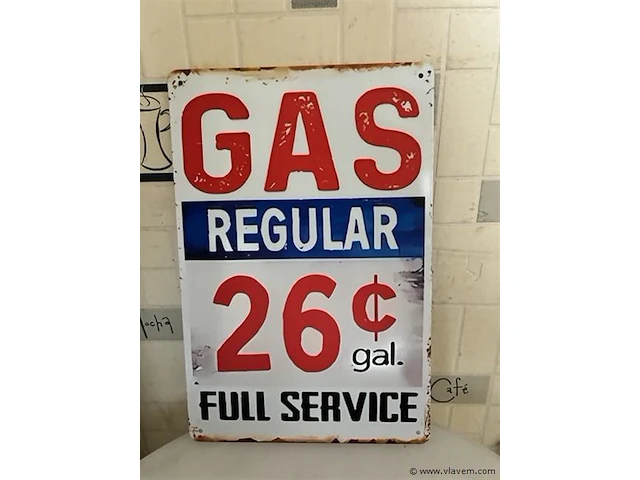 GAS
REGULAR
26¢
gal.
FULL SERVICE
Mocha
Café
© www.vlavem.com